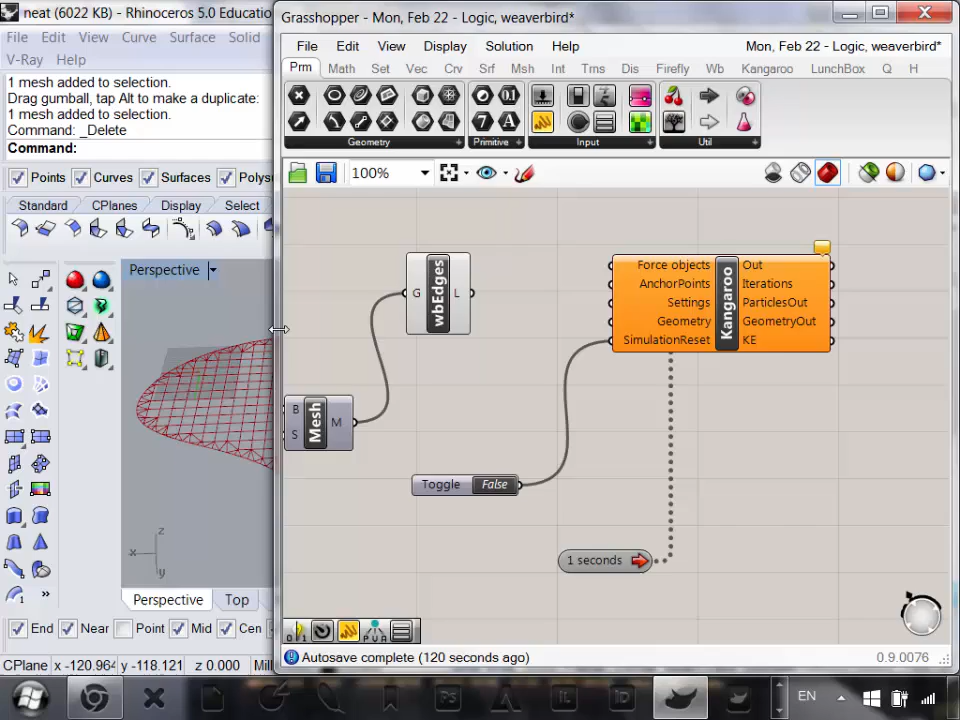 neat (6022 KB) - Rhinoceros 5.0 Educatio
File Edit View Curve Surface Solid
V-Ray Help
1 mesh added to selection.
Drag gumball, tap Alt to make a duplicate:
1 mesh added to selection.
Command: _Delete
Command:
Points Curves Surfaces Polys
Standard CPlanes Display Select
Perspective
x z y
Perspective Top
End Near Point Mid Cen
CPlane x -120.964 y -118.121 z 0.000 Mill
Grasshopper - Mon, Feb 22 - Logic, weaverbird*
File Edit View Display Solution Help Mon, Feb 22 - Logic, weaverbird*
Prm Math Set Vec Crv Srf Msh Int Trns Dis Firefly Wb Kangaroo LunchBox Q H
Geometry Primitive Input Util
100%
wbEdges
G L
B
S
Mesh
M
Toggle False
1 seconds
Force objects
AnchorPoints
Settings
Geometry
SimulationReset
Kangaroo
Out
Iterations
ParticlesOut
GeometryOut
KE
Autosave complete (120 seconds ago) 0.9.0076
Ps iL iD EN